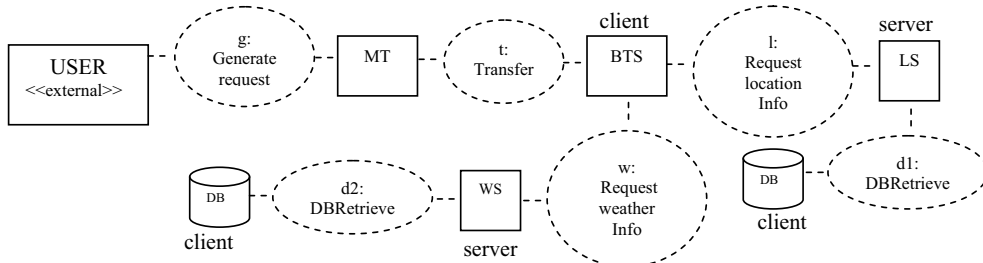 client
server
USER
<<external>>
g:
Generate
request
MT
t:
Transfer
BTS
l:
Request
location
Info
LS
DB
client
d2:
DBRetrieve
WS
server
w:
Request
weather
Info
DB
client
d1:
DBRetrieve